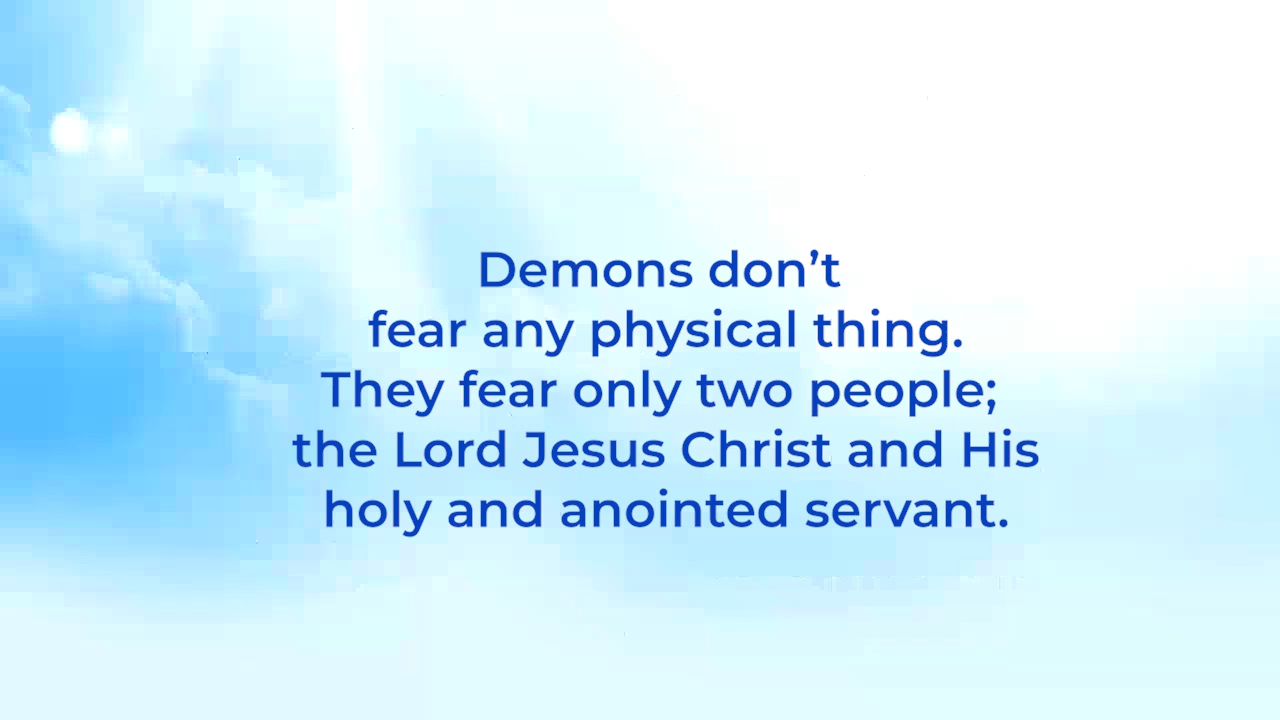 Demons don’t
fear any physical thing.
They fear only two people;
the Lord Jesus Christ and His
holy and anointed servant.